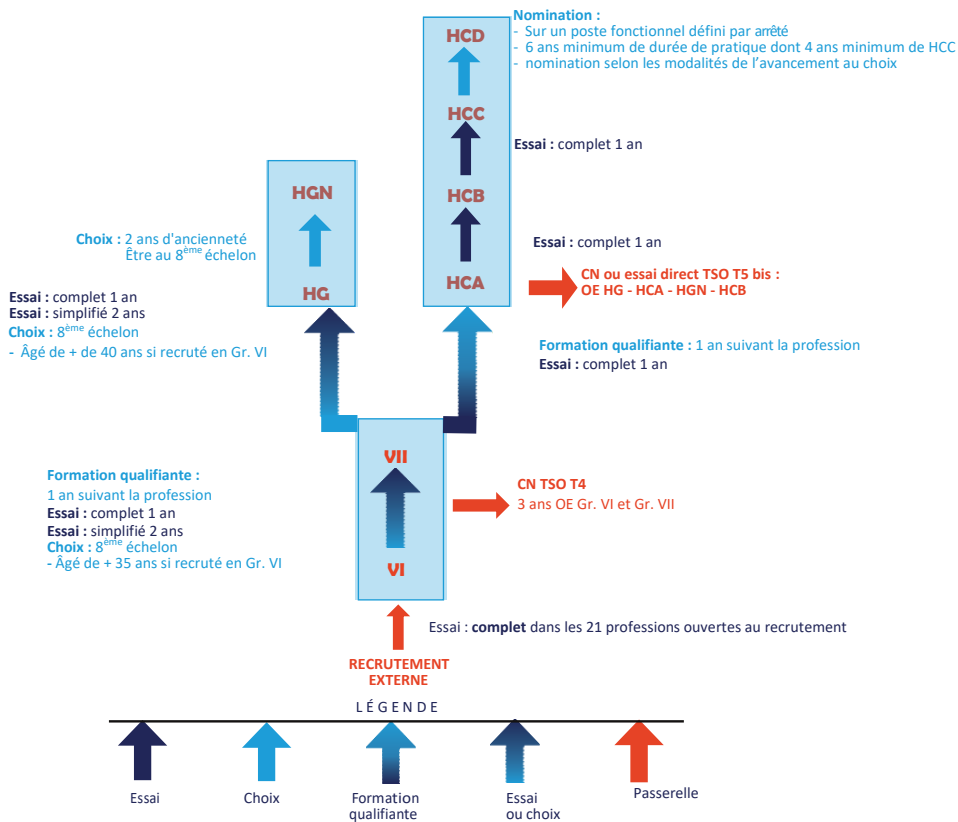 Nomination :
- Sur un poste fonctionnel défini par arrêté
- 6 ans minimum de durée de pratique dont 4 ans minimum de HCC
- nomination selon les modalités de l’avancement au choix
HCD
HCC
Essai : complet 1 an
HCB
HGN
Choix : 2 ans d'ancienneté
Être au 8ème échelon
Essai : complet 1 an
HCA
CN ou essai direct TSO T5 bis :
OE HG - HCA - HGN - HCB
HG
Essai : complet 1 an
Essai : simplifié 2 ans
Choix : 8ème échelon
- Âgé de + de 40 ans si recruté en Gr. VI
Formation qualifiante : 1 an suivant la profession
Essai : complet 1 an
VII
Formation qualifiante :
1 an suivant la profession
Essai : complet 1 an
Essai : simplifié 2 ans
Choix : 8ème échelon
- Âgé de + 35 ans si recruté en Gr. VI
CN TSO T4
3 ans OE Gr. VI et Gr. VII
VI
Essai : complet dans les 21 professions ouvertes au recrutement
RECRUTEMENT
EXTERNE
LÉGENDE
Essai
Choix
Formation
qualifiante
Essai
ou choix
Passerelle